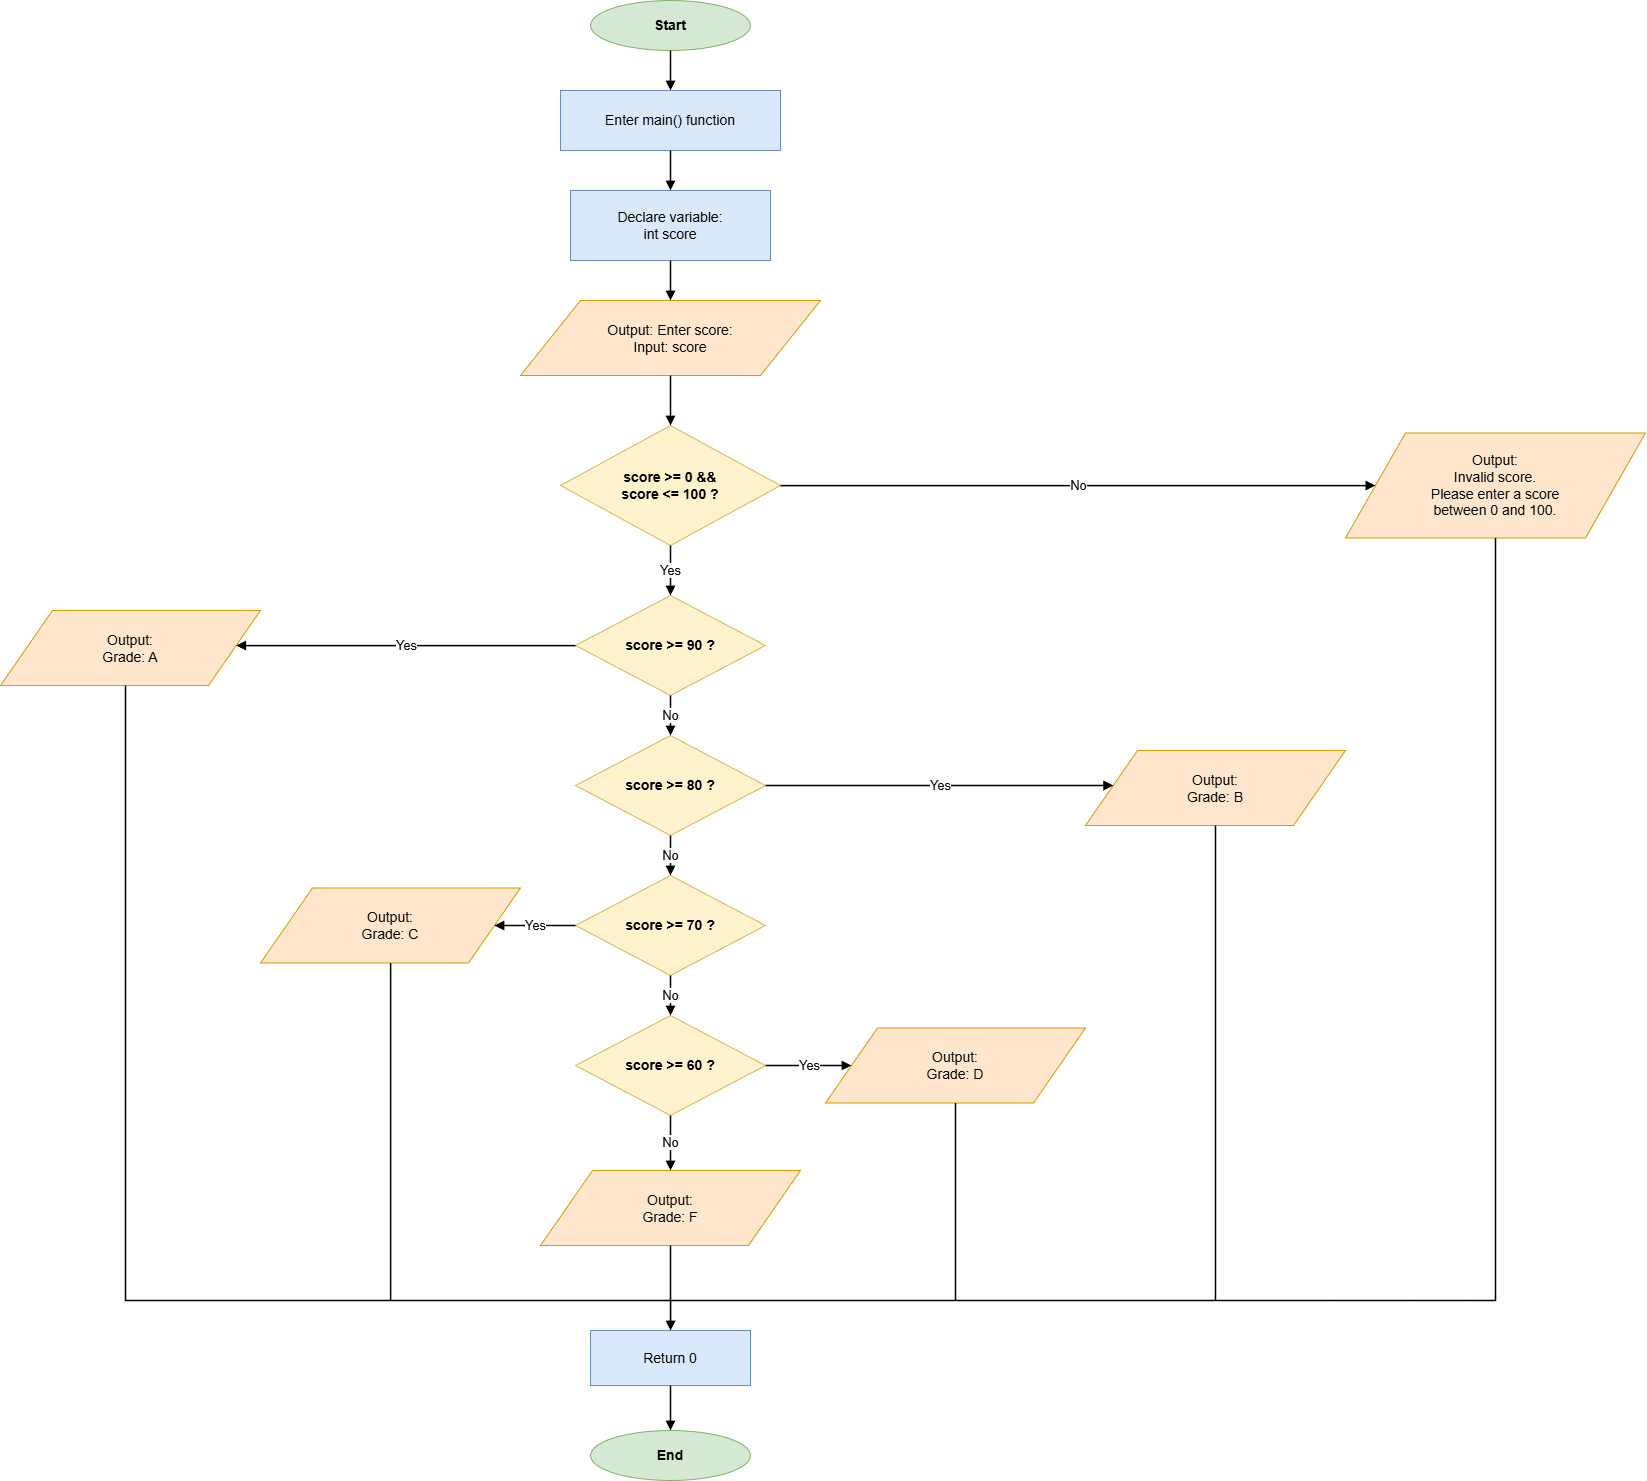 Start
Enter main() function
Declare variable:
int score
Output: Enter score:
Input: score
score >= 0 &&
score <= 100 ?
No
Output:
Invalid score.
Please enter a score
between 0 and 100.
Yes
Output:
Grade: A
Yes
score >= 90 ?
No
score >= 80 ?
Yes
Output:
Grade: B
No
Output:
Grade: C
Yes
score >= 70 ?
No
score >= 60 ?
Yes
Output:
Grade: D
No
Output:
Grade: F
Return 0
End